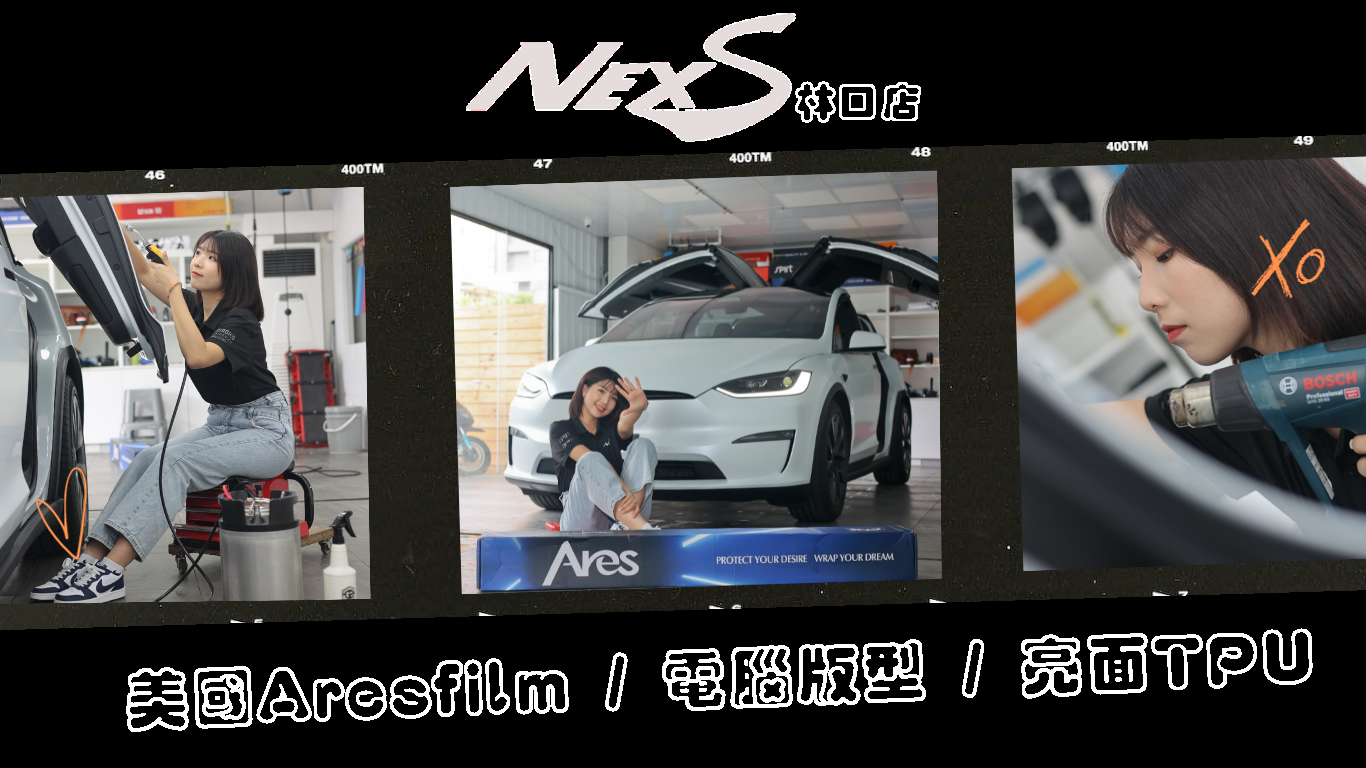 NEXS 林口店
46 400TM 47 400TM 48 400TM 49
XO
BOSCH
Professional
Ares PROTECT YOUR DESIRE WRAP YOUR DREAM
美國Aresfilm / 電腦版型 / 亮面TPU